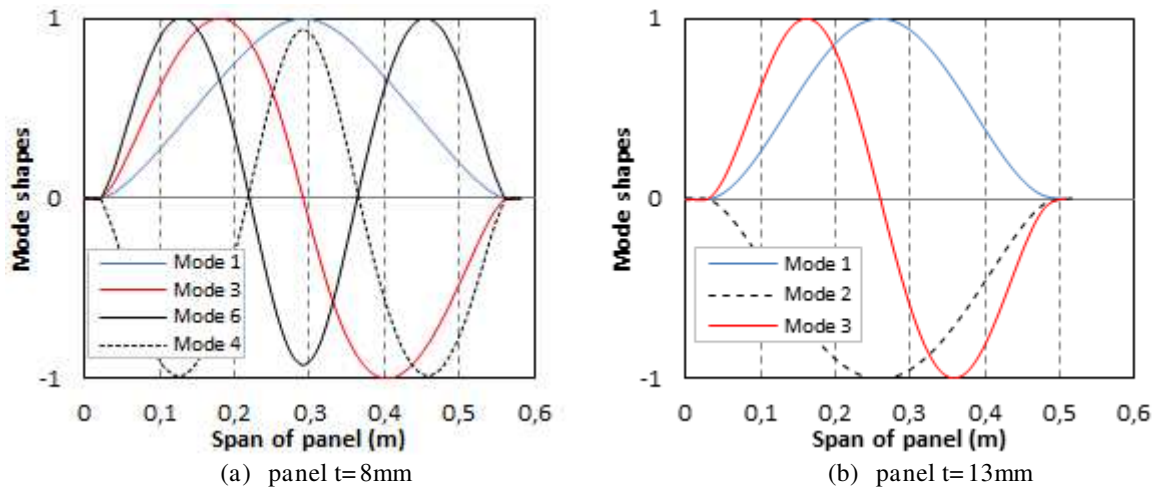 1
0
-1
Mode shapes
Mode 1
Mode 3
Mode 6
Mode 4
0 0,1 0,2 0,3 0,4 0,5 0,6
Span of panel (m)
(a) panel t=8mm
1
0
-1
Mode shapes
Mode 1
Mode 2
Mode 3
0 0,1 0,2 0,3 0,4 0,5 0,6
Span of panel (m)
(b) panel t=13mm